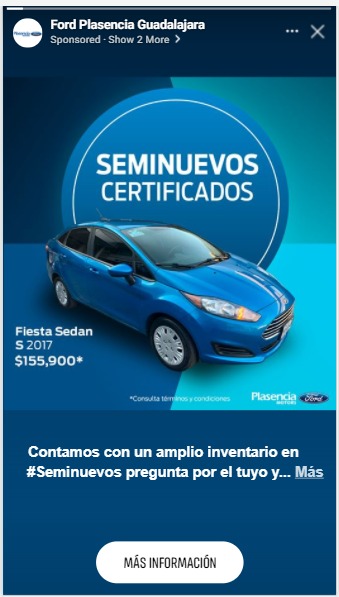 Ford Plasencia Guadalajara
Sponsored · Show 2 More >
SEMINUEVOS
CERTIFICADOS
Fiesta Sedan
S 2017
$155,900*
*Consulta términos y condiciones
Plasencia
MOTORS
Ford
Contamos con un amplio inventario en
#Seminuevos pregunta por el tuyo y... Más
MÁS INFORMACIÓN